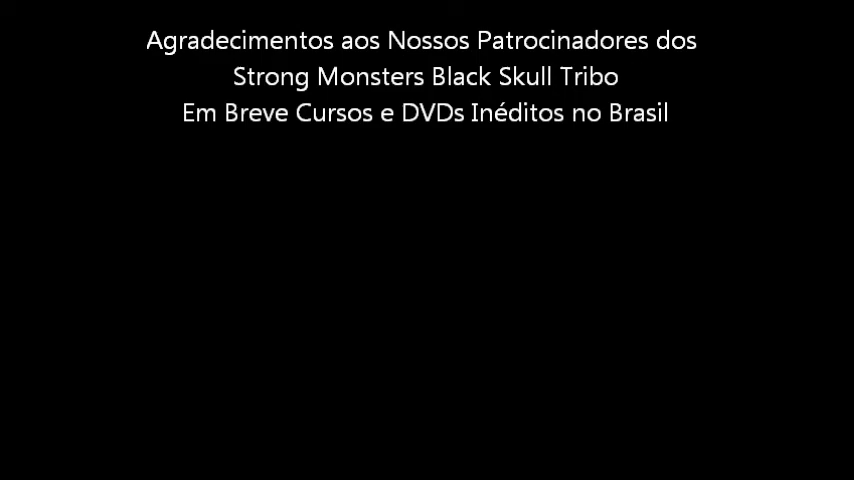 Agradecimentos aos Nossos Patrocinadores dos
Strong Monsters Black Skull Tribo
Em Breve Cursos e DVDs Inéditos no Brasil